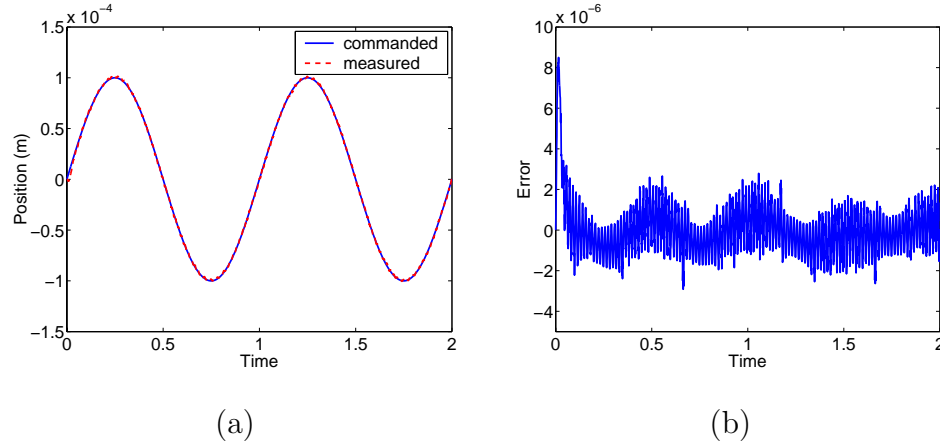 x 10⁻⁴
1.5
1
0.5
0
−0.5
−1
−1.5
Position (m)
commanded
measured
0 0.5 1 1.5 2
Time
(a)
x 10⁻⁶
10
8
6
4
2
0
−2
−4
Error
0 0.5 1 1.5 2
Time
(b)